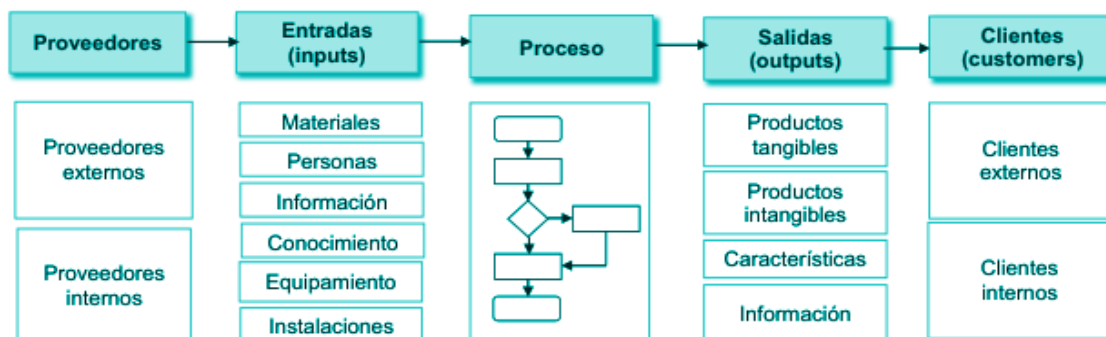 Proveedores
Entradas
(inputs)
Proceso
Salidas
(outputs)
Clientes
(customers)
Proveedores
externos
Proveedores
internos
Materiales
Personas
Información
Conocimiento
Equipamiento
Instalaciones
Productos
tangibles
Productos
intangibles
Características
Información
Clientes
externos
Clientes
internos